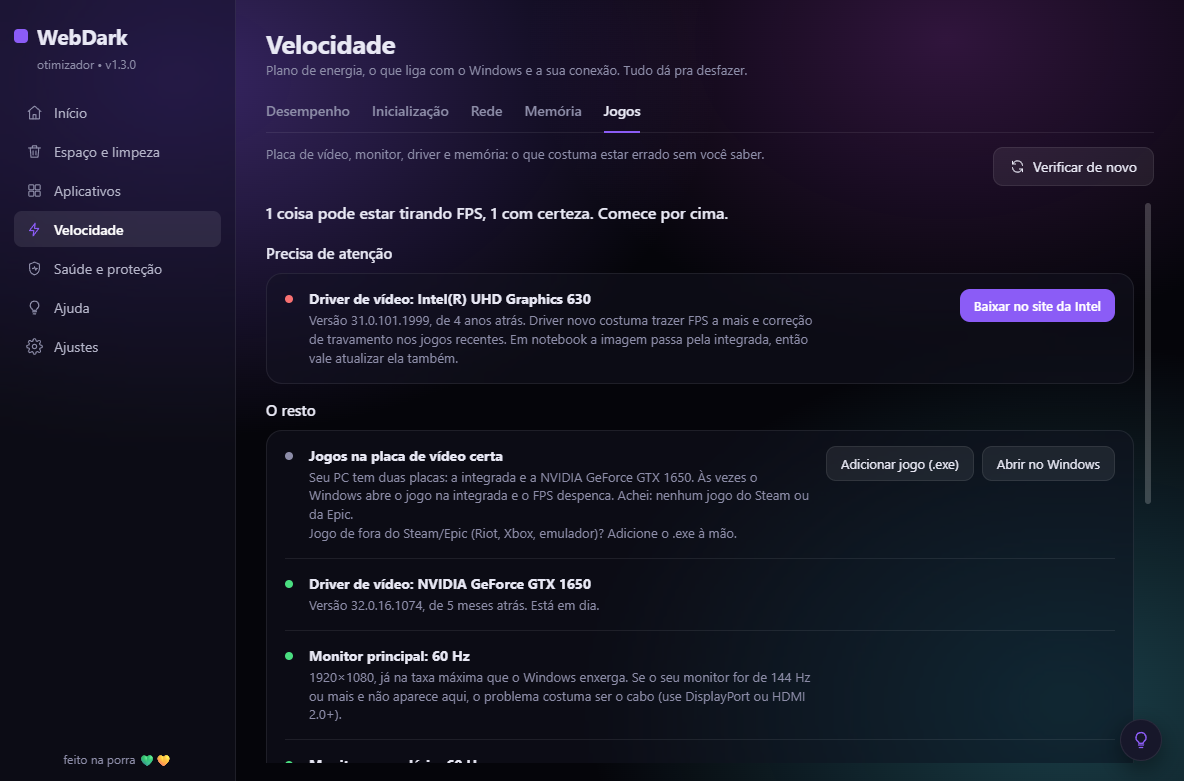 WebDark
otimizador • v1.3.0
Início
Espaço e limpeza
Aplicativos
Velocidade
Saúde e proteção
Ajuda
Ajustes
feito na porra 💚💛
Velocidade
Plano de energia, o que liga com o Windows e a sua conexão. Tudo dá pra desfazer.
Desempenho Inicialização Rede Memória Jogos
Placa de vídeo, monitor, driver e memória: o que costuma estar errado sem você saber.
Verificar de novo
1 coisa pode estar tirando FPS, 1 com certeza. Comece por cima.
Precisa de atenção
Driver de vídeo: Intel(R) UHD Graphics 630
Versão 31.0.101.1999, de 4 anos atrás. Driver novo costuma trazer FPS a mais e correção
de travamento nos jogos recentes. Em notebook a imagem passa pela integrada, então
vale atualizar ela também.
Baixar no site da Intel
O resto
Jogos na placa de vídeo certa
Seu PC tem duas placas: a integrada e a NVIDIA GeForce GTX 1650. Às vezes o
Windows abre o jogo na integrada e o FPS despenca. Achei: nenhum jogo do Steam ou
da Epic.
Jogo de fora do Steam/Epic (Riot, Xbox, emulador)? Adicione o .exe à mão.
Adicionar jogo (.exe)
Abrir no Windows
Driver de vídeo: NVIDIA GeForce GTX 1650
Versão 32.0.16.1074, de 5 meses atrás. Está em dia.
Monitor principal: 60 Hz
1920×1080, já na taxa máxima que o Windows enxerga. Se o seu monitor for de 144 Hz
ou mais e não aparece aqui, o problema costuma ser o cabo (use DisplayPort ou HDMI
2.0+).